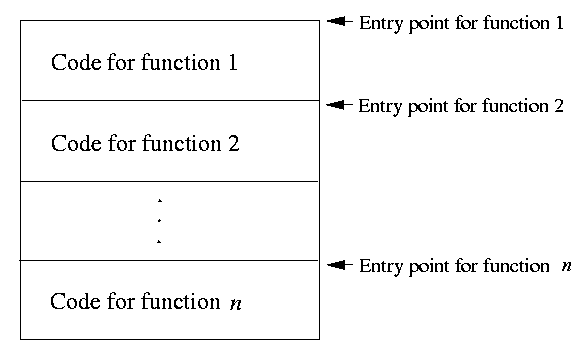 Entry point for function 1
Code for function 1
Entry point for function 2
Code for function 2
Entry point for function n
Code for function n